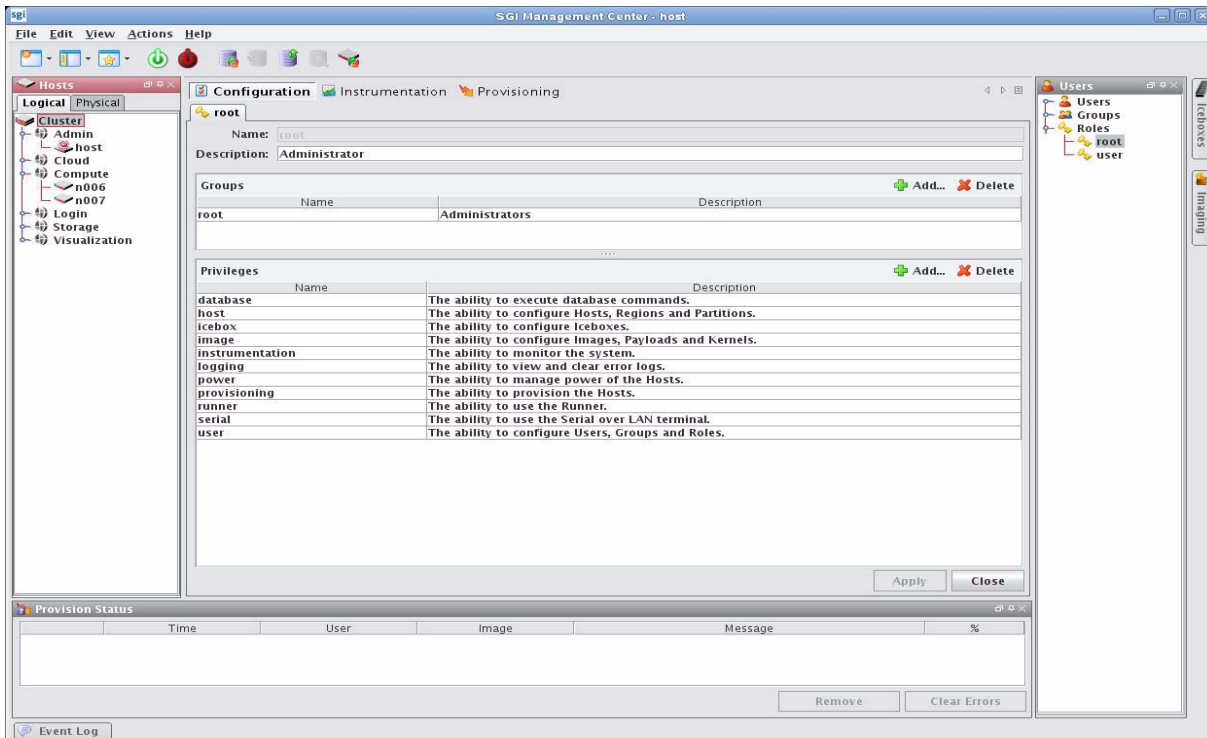 sgi
SGI Management Center - host
File Edit View Actions Help
Hosts
Logical Physical
Cluster
Admin
host
Cloud
Compute
n006
n007
Login
Storage
Visualization
Configuration Instrumentation Provisioning
root
Name: root
Description: Administrator
Groups Add... Delete
Name Description
root Administrators
Privileges Add... Delete
Name Description
database The ability to execute database commands.
host The ability to configure Hosts, Regions and Partitions.
icebox The ability to configure Iceboxes.
image The ability to configure Images, Payloads and Kernels.
instrumentation The ability to monitor the system.
logging The ability to view and clear error logs.
power The ability to manage power of the Hosts.
provisioning The ability to provision the Hosts.
runner The ability to use the Runner.
serial The ability to use the Serial over LAN terminal.
user The ability to configure Users, Groups and Roles.
Apply Close
Users
Users
Groups
Roles
root
user
Iceboxes
Imaging
Provision Status
Time User Image Message %
Remove Clear Errors
Event Log